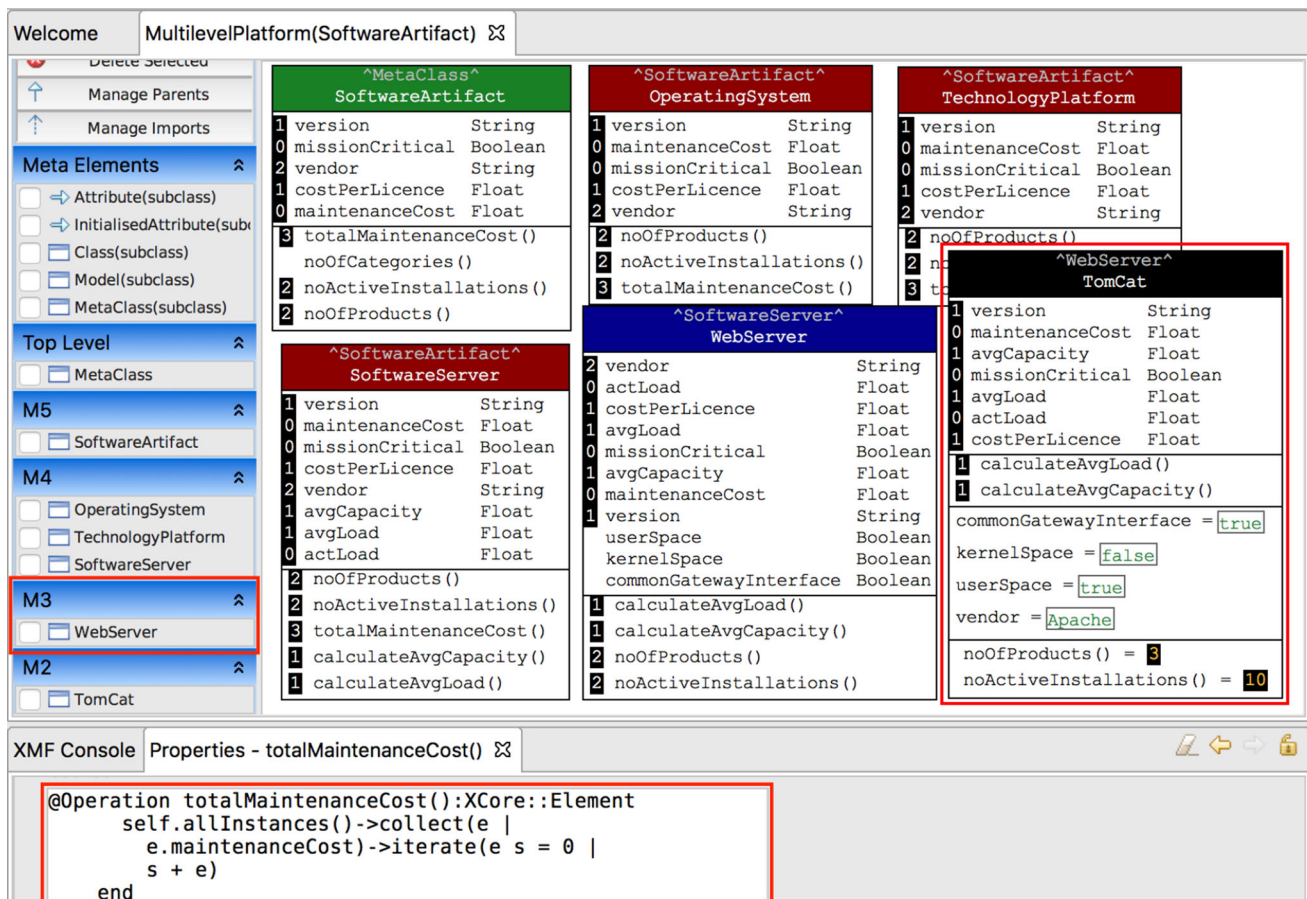 Welcome
MultilevelPlatform(SoftwareArtifact)
Delete Selected
Manage Parents
Manage Imports
Meta Elements
Attribute(subclass)
InitialisedAttribute(subc
Class(subclass)
Model(subclass)
MetaClass(subclass)
Top Level
MetaClass
M5
SoftwareArtifact
M4
OperatingSystem
TechnologyPlatform
SoftwareServer
M3
WebServer
M2
TomCat
^MetaClass^
SoftwareArtifact
1 version String
0 missionCritical Boolean
2 vendor String
1 costPerLicence Float
0 maintenanceCost Float
3 totalMaintenanceCost()
noOfCategories()
2 noActiveInstallations()
2 noOfProducts()
^SoftwareArtifact^
OperatingSystem
1 version String
0 maintenanceCost Float
0 missionCritical Boolean
1 costPerLicence Float
2 vendor String
2 noOfProducts()
2 noActiveInstallations()
3 totalMaintenanceCost()
^SoftwareArtifact^
TechnologyPlatform
1 version String
0 maintenanceCost Float
0 missionCritical Boolean
1 costPerLicence Float
2 vendor String
2 noOfProducts()
2 no
3 to
^SoftwareArtifact^
SoftwareServer
1 version String
0 maintenanceCost Float
0 missionCritical Boolean
1 costPerLicence Float
2 vendor String
1 avgCapacity Float
1 avgLoad Float
0 actLoad Float
2 noOfProducts()
2 noActiveInstallations()
3 totalMaintenanceCost()
1 calculateAvgCapacity()
1 calculateAvgLoad()
^SoftwareServer^
WebServer
2 vendor String
0 actLoad Float
1 costPerLicence Float
1 avgLoad Float
0 missionCritical Boolean
1 avgCapacity Float
0 maintenanceCost Float
1 version String
userSpace Boolean
kernelSpace Boolean
commonGatewayInterface Boolean
1 calculateAvgLoad()
1 calculateAvgCapacity()
2 noOfProducts()
2 noActiveInstallations()
^WebServer^
TomCat
1 version String
0 maintenanceCost Float
1 avgCapacity Float
0 missionCritical Boolean
1 avgLoad Float
0 actLoad Float
1 costPerLicence Float
1 calculateAvgLoad()
1 calculateAvgCapacity()
commonGatewayInterface = true
kernelSpace = false
userSpace = true
vendor = Apache
noOfProducts() = 3
noActiveInstallations() = 10
XMF Console
Properties - totalMaintenanceCost()
@Operation totalMaintenanceCost():XCore::Element
self.allInstances()->collect(e |
e.maintenanceCost)->iterate(e s = 0 |
s + e)
end